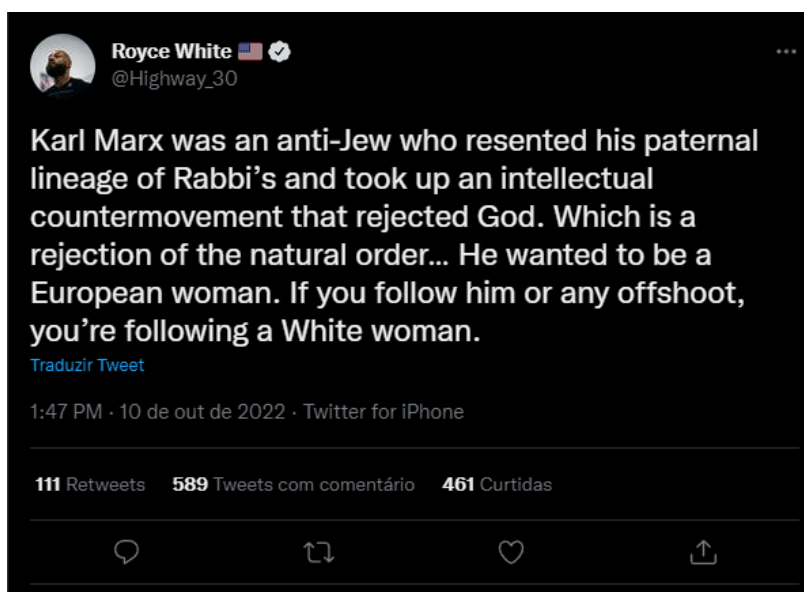 Royce White 🇺🇸
@Highway_30
Karl Marx was an anti-Jew who resented his paternal
lineage of Rabbi’s and took up an intellectual
countermovement that rejected God. Which is a
rejection of the natural order... He wanted to be a
European woman. If you follow him or any offshoot,
you’re following a White woman.
Traduzir Tweet
1:47 PM · 10 de out de 2022 · Twitter for iPhone
111 Retweets 589 Tweets com comentário 461 Curtidas